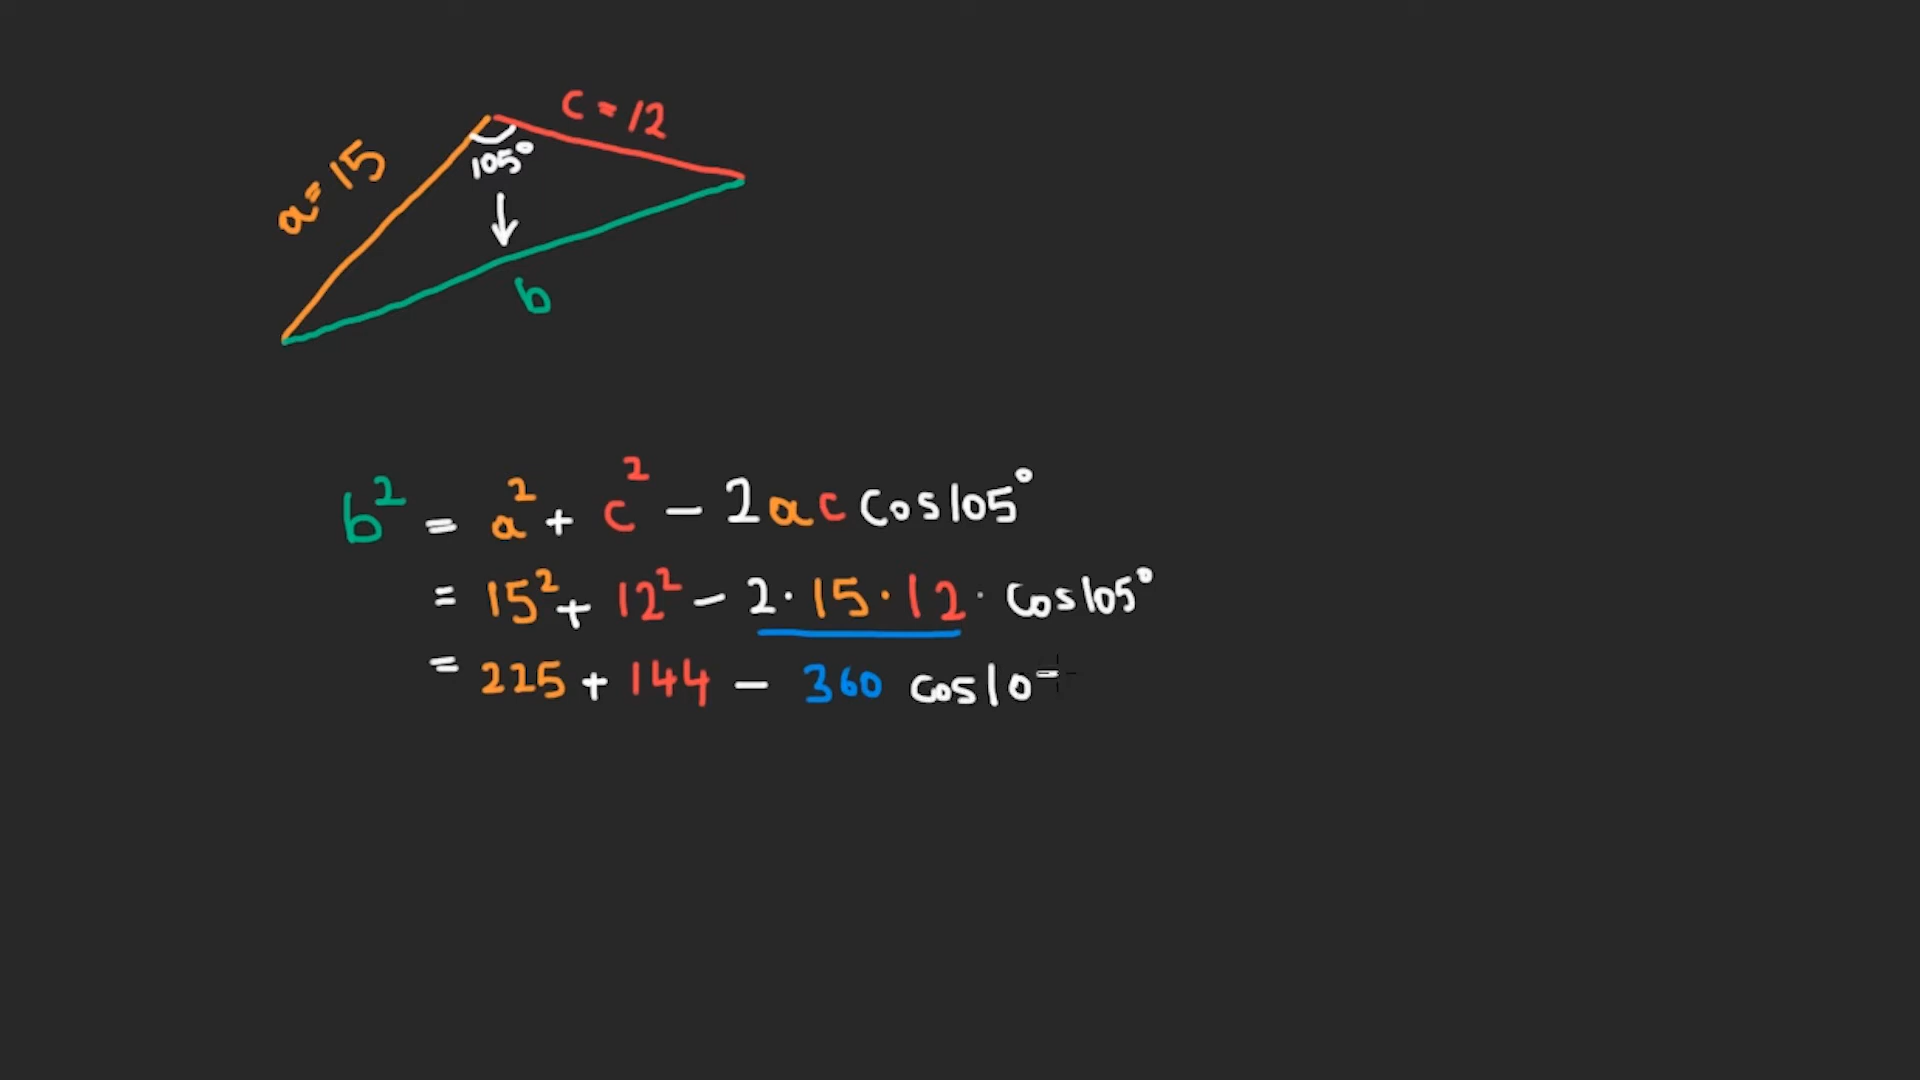 c = 12
a = 15
105°
b
b² = a² + c² − 2ac cos105°
= 15² + 12² − 2·15·12· cos105°
= 225 + 144 − 360 cos10